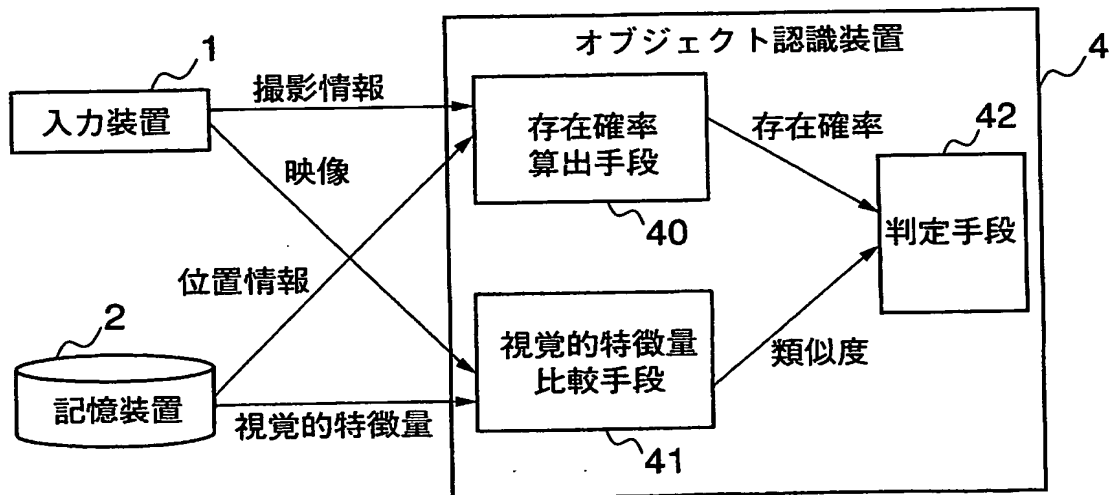 オブジェクト認識装置
4
1
入力装置
撮影情報
映像
存在確率
算出手段
40
存在確率
42
判定手段
位置情報
2
記憶装置
視覚的特徴量
視覚的特徴量
比較手段
41
類似度